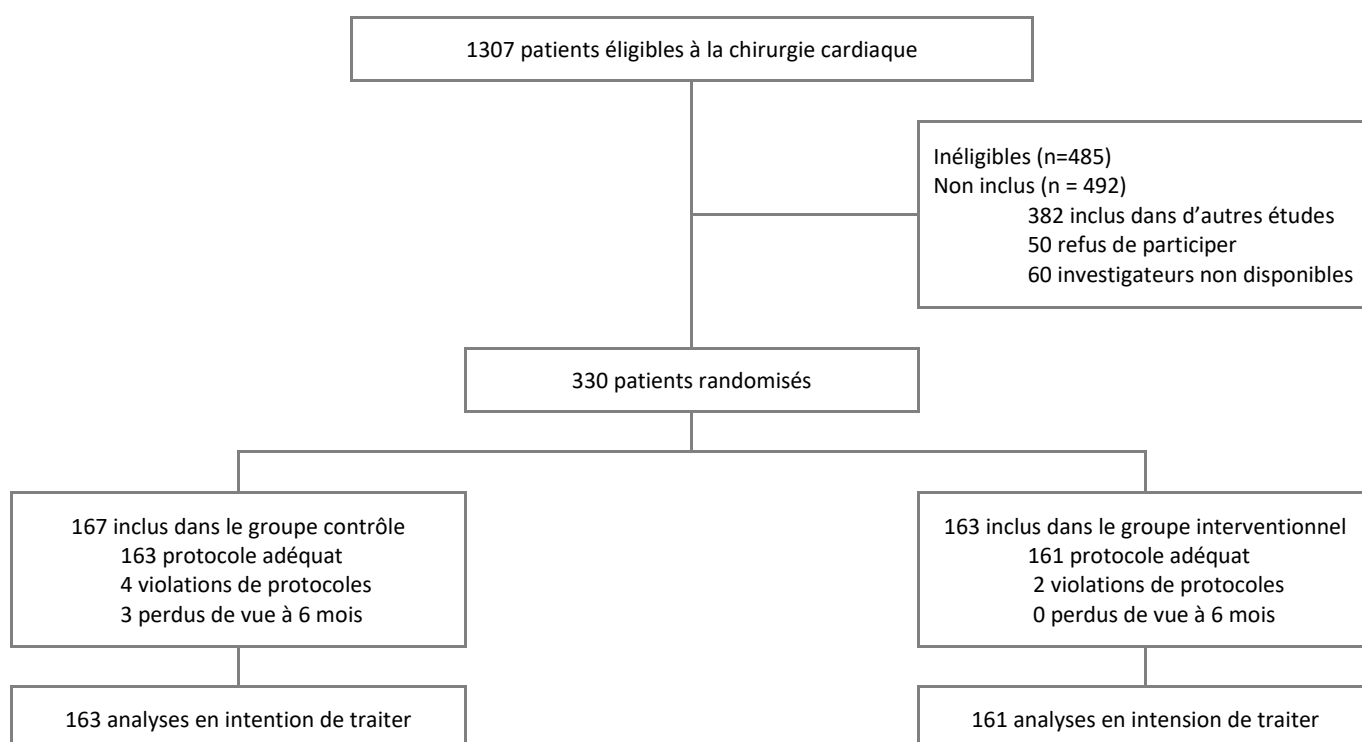 1307 patients éligibles à la chirurgie cardiaque
Inéligibles (n=485)
Non inclus (n = 492)
382 inclus dans d’autres études
50 refus de participer
60 investigateurs non disponibles
330 patients randomisés
167 inclus dans le groupe contrôle
163 protocole adéquat
4 violations de protocoles
3 perdus de vue à 6 mois
163 inclus dans le groupe interventionnel
161 protocole adéquat
2 violations de protocoles
0 perdus de vue à 6 mois
163 analyses en intention de traiter
161 analyses en intension de traiter